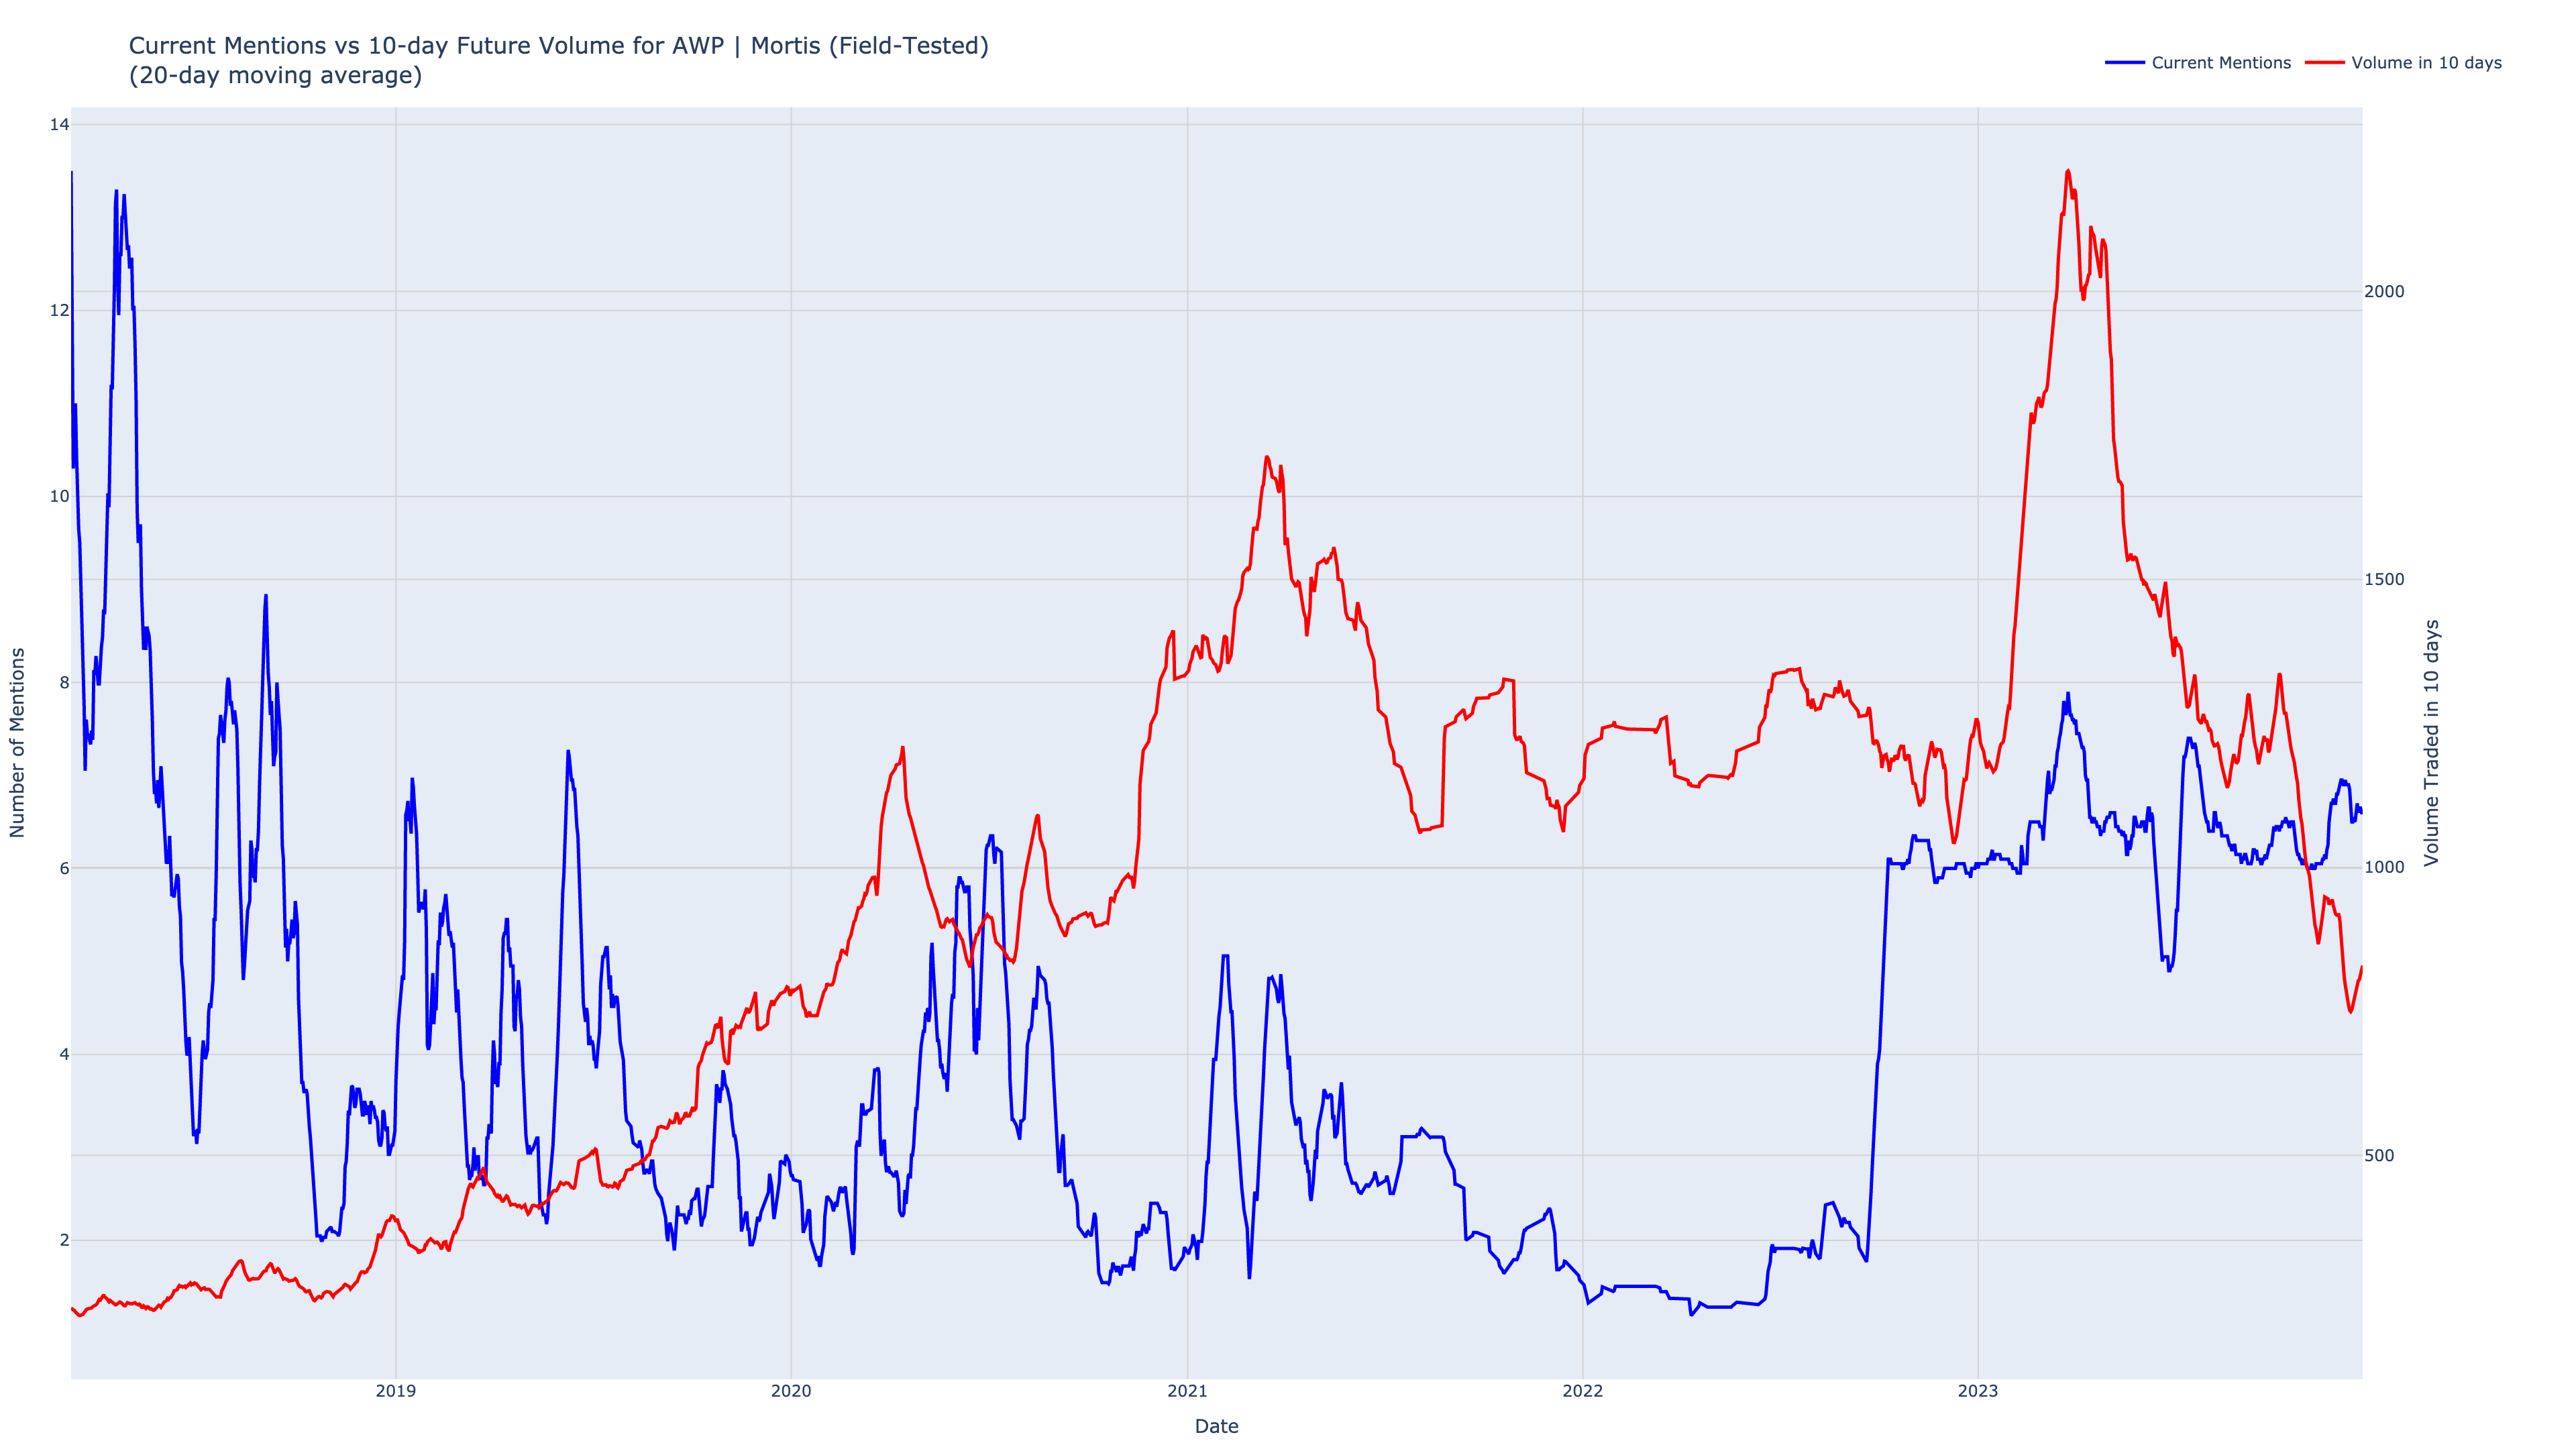 Current Mentions vs 10-day Future Volume for AWP | Mortis (Field-Tested)
(20-day moving average)
Current Mentions
Volume in 10 days
14
12
10
8
6
4
2
Number of Mentions
2000
1500
1000
500
Volume Traded in 10 days
2019
2020
2021
2022
2023
Date